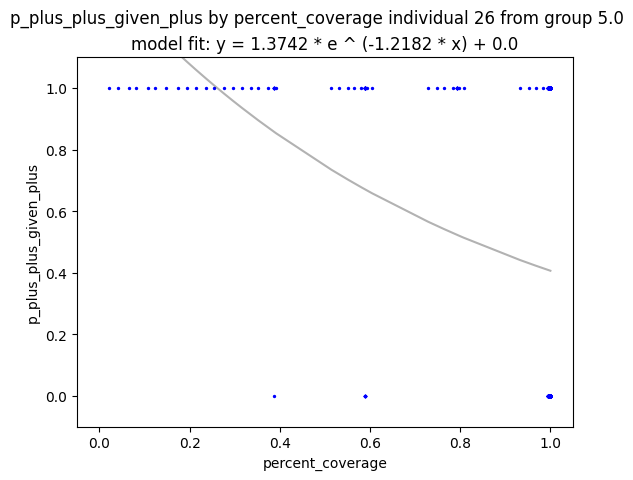 p_plus_plus_given_plus by percent_coverage individual 26 from group 5.0
model fit: y = 1.3742 * e ^ (-1.2182 * x) + 0.0
1.0
0.8
0.6
0.4
0.2
0.0
p_plus_plus_given_plus
0.0 0.2 0.4 0.6 0.8 1.0
percent_coverage